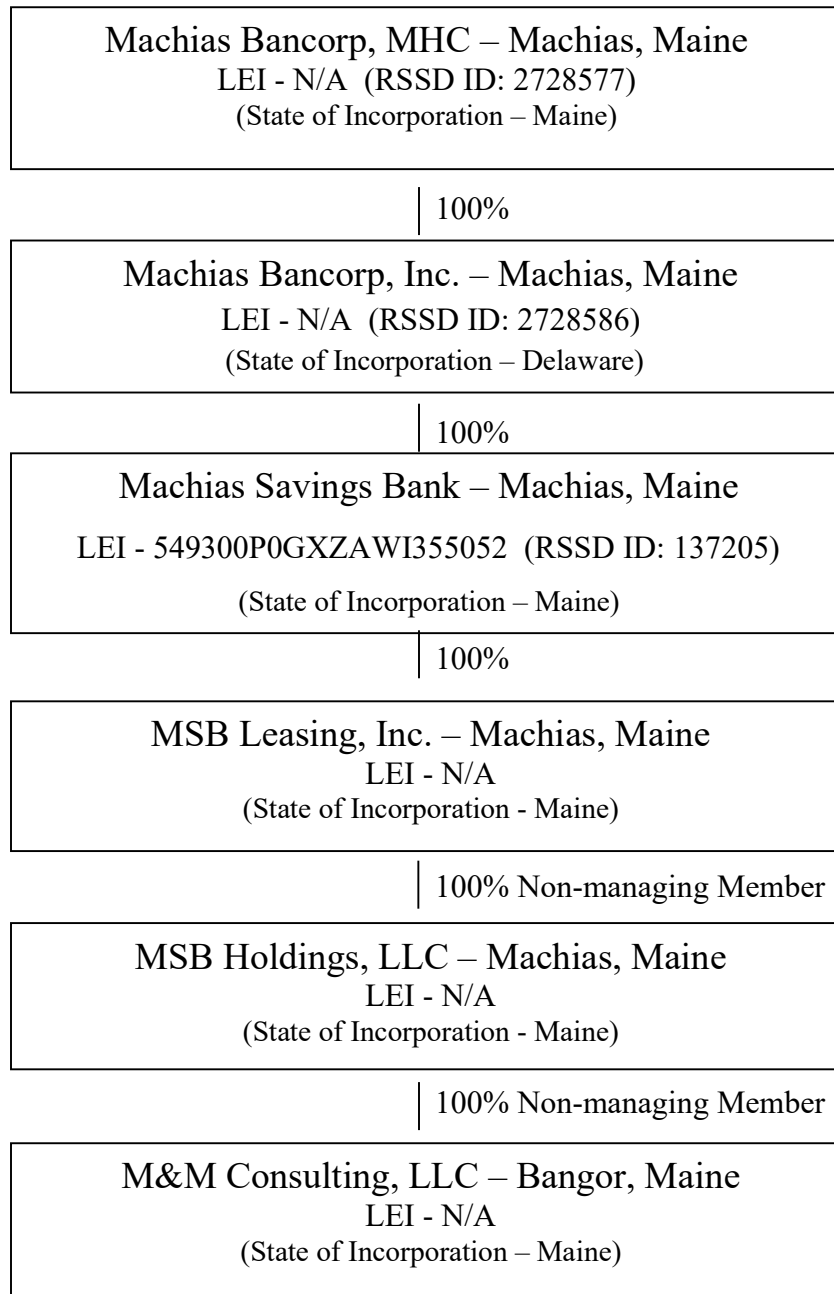 Machias Bancorp, MHC – Machias, Maine
LEI - N/A (RSSD ID: 2728577)
(State of Incorporation – Maine)
100%
Machias Bancorp, Inc. – Machias, Maine
LEI - N/A (RSSD ID: 2728586)
(State of Incorporation – Delaware)
100%
Machias Savings Bank – Machias, Maine
LEI - 549300P0GXZAWI355052 (RSSD ID: 137205)
(State of Incorporation – Maine)
100%
MSB Leasing, Inc. – Machias, Maine
LEI - N/A
(State of Incorporation - Maine)
100% Non-managing Member
MSB Holdings, LLC – Machias, Maine
LEI - N/A
(State of Incorporation - Maine)
100% Non-managing Member
M&M Consulting, LLC – Bangor, Maine
LEI - N/A
(State of Incorporation – Maine)